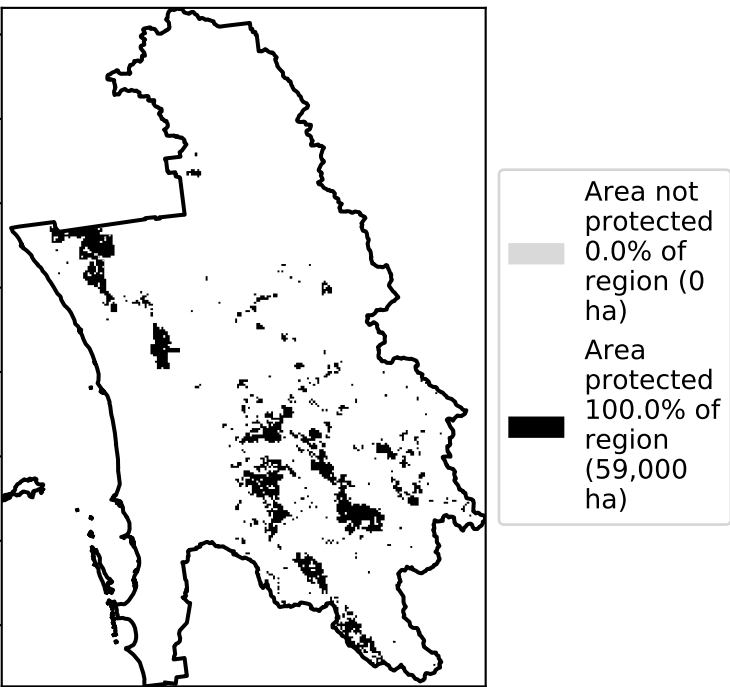 Area not
protected
0.0% of
region (0
ha)
Area
protected
100.0% of
region
(59,000
ha)